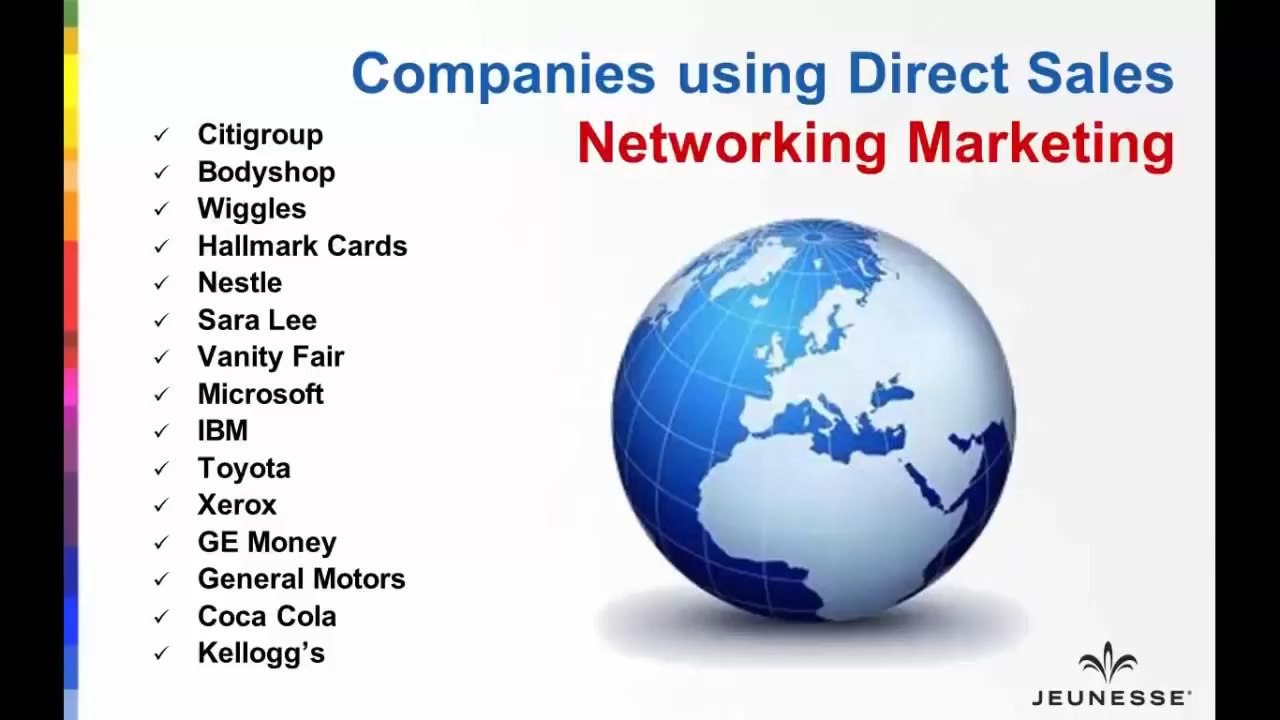 Companies using Direct Sales
Networking Marketing
Citigroup
Bodyshop
Wiggles
Hallmark Cards
Nestle
Sara Lee
Vanity Fair
Microsoft
IBM
Toyota
Xerox
GE Money
General Motors
Coca Cola
Kellogg’s
JEUNESSE